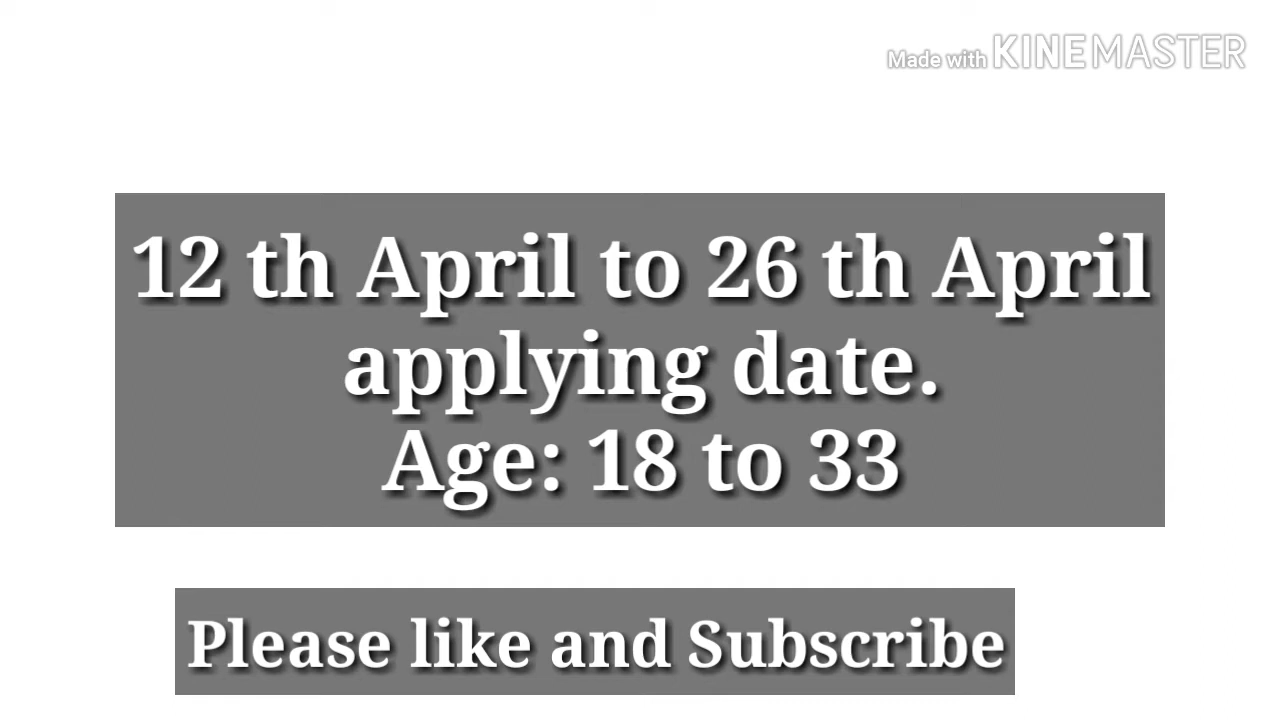 Made with KINEMASTER
12 th April to 26 th April
applying date.
Age: 18 to 33
Please like and Subscribe